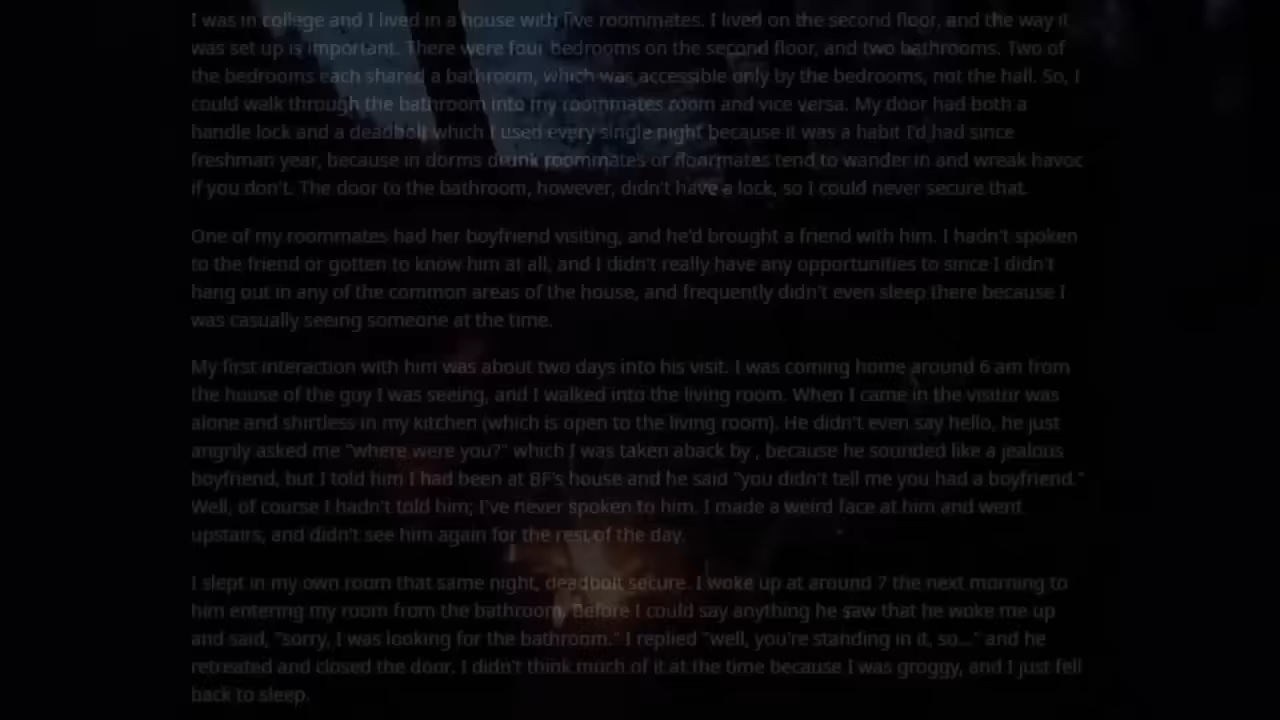 I was in college and I lived in a house with five roommates. I lived on the second floor, and the way it
was set up is important. There were four bedrooms on the second floor, and two bathrooms. Two of
the bedrooms each shared a bathroom, which was accessible only by the bedrooms, not the hall. So, I
could walk through the bathroom into my roommates room and vice versa. My door had both a
handle lock and a deadbolt which I used every single night because it was a habit I'd had since
freshman year, because in dorms drunk roommates or floormates tend to wander in and wreak havoc
if you don't. The door to the bathroom, however, didn't have a lock, so I could never secure that.
One of my roommates had her boyfriend visiting, and he'd brought a friend with him. I hadn't spoken
to the friend or gotten to know him at all, and I didn't really have any opportunities to since I didn't
hang out in any of the common areas of the house, and frequently didn't even sleep there because I
was casually seeing someone at the time.
My first interaction with him was about two days into his visit. I was coming home around 6 am from
the house of the guy I was seeing, and I walked into the living room. When I came in the visitor was
alone and shirtless in my kitchen (which is open to the living room). He didn't even say hello, he just
angrily asked me "where were you?" which I was taken aback by , because he sounded like a jealous
boyfriend, but I told him I had been at BF's house and he said "you didn't tell me you had a boyfriend."
Well, of course I hadn't told him; I've never spoken to him. I made a weird face at him and went
upstairs, and didn't see him again for the rest of the day.
I slept in my own room that same night, deadbolt secure. I woke up at around 7 the next morning to
him entering my room from the bathroom. Before I could say anything he saw that he woke me up
and said, "sorry, I was looking for the bathroom." I replied "well, you're standing in it, so..." and he
retreated and closed the door. I didn't think much of it at the time because I was groggy, and I just fell
back to sleep.